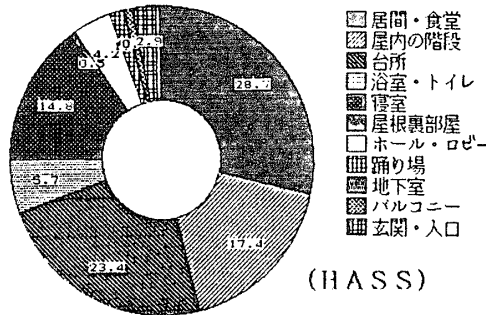 4.2
2.9
0.5
28.7
14.8
5.7
17.4
23.4
居間・食堂
屋内の階段
台所
浴室・トイレ
寝室
屋根裏部屋
ホール・ロビー
踊り場
地下室
バルコニー
玄関・入口
(HASS)